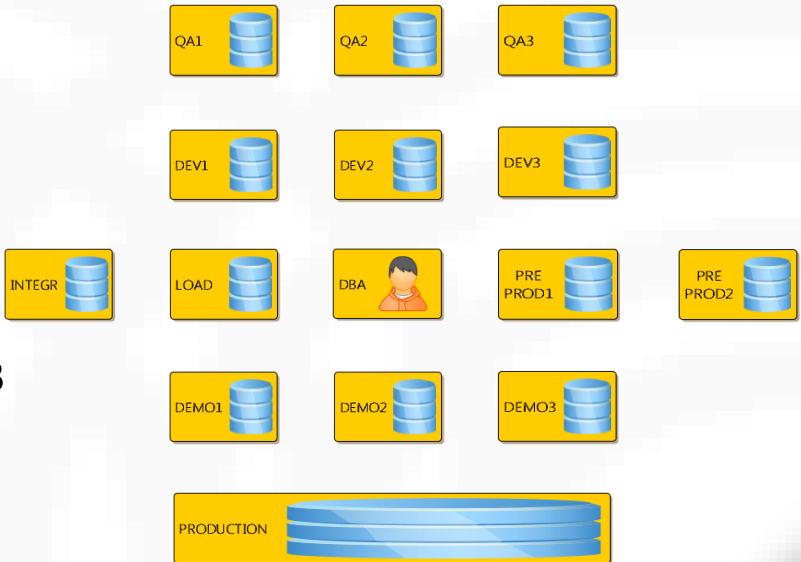 QA1
QA2
QA3
DEV1
DEV2
DEV3
INTEGR
LOAD
DBA
PRE
PROD1
PRE
PROD2
DEMO1
DEMO2
DEMO3
PRODUCTION